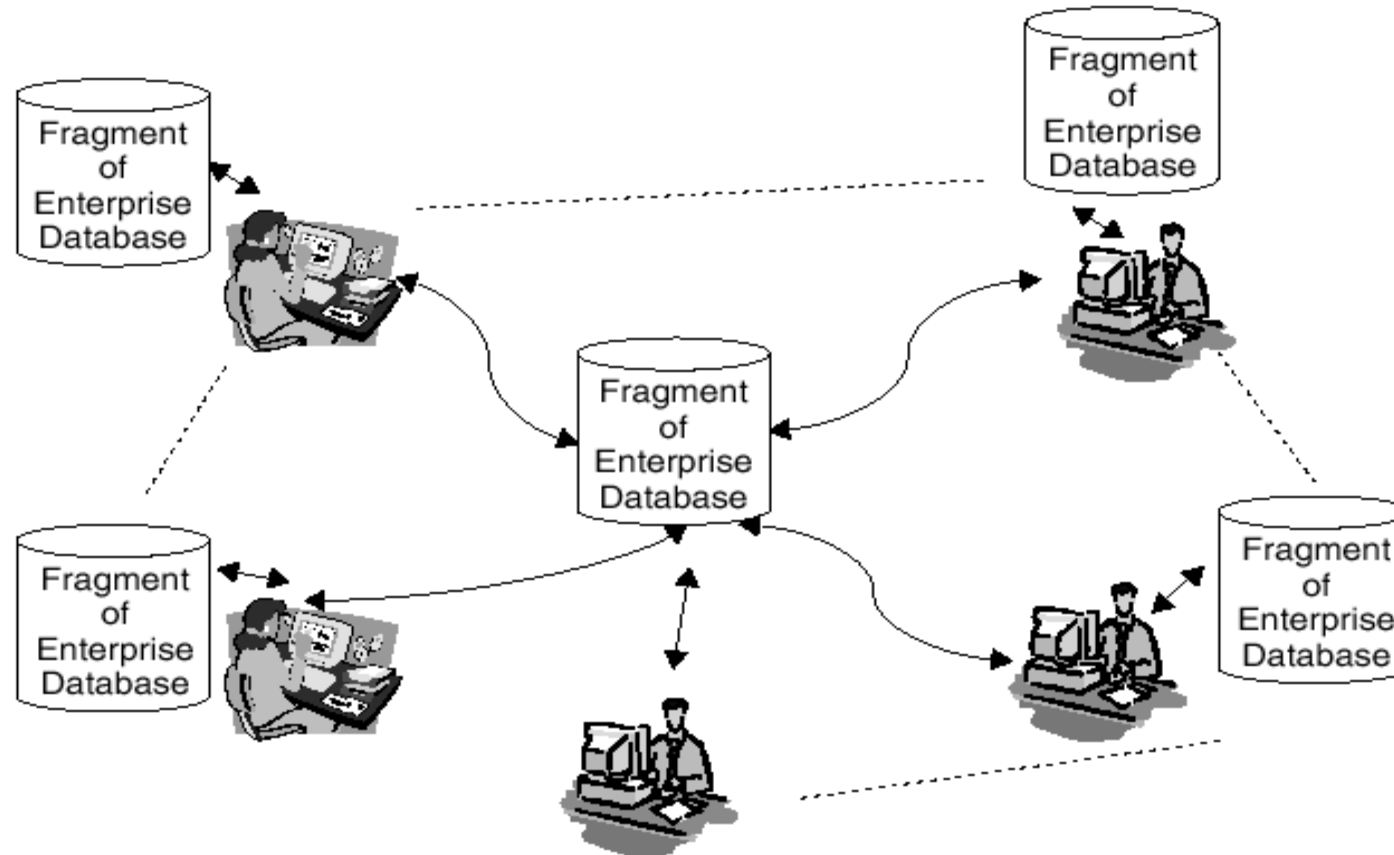 Fragment
of
Enterprise
Database
Fragment
of
Enterprise
Database
Fragment
of
Enterprise
Database
Fragment
of
Enterprise
Database
Fragment
of
Enterprise
Database